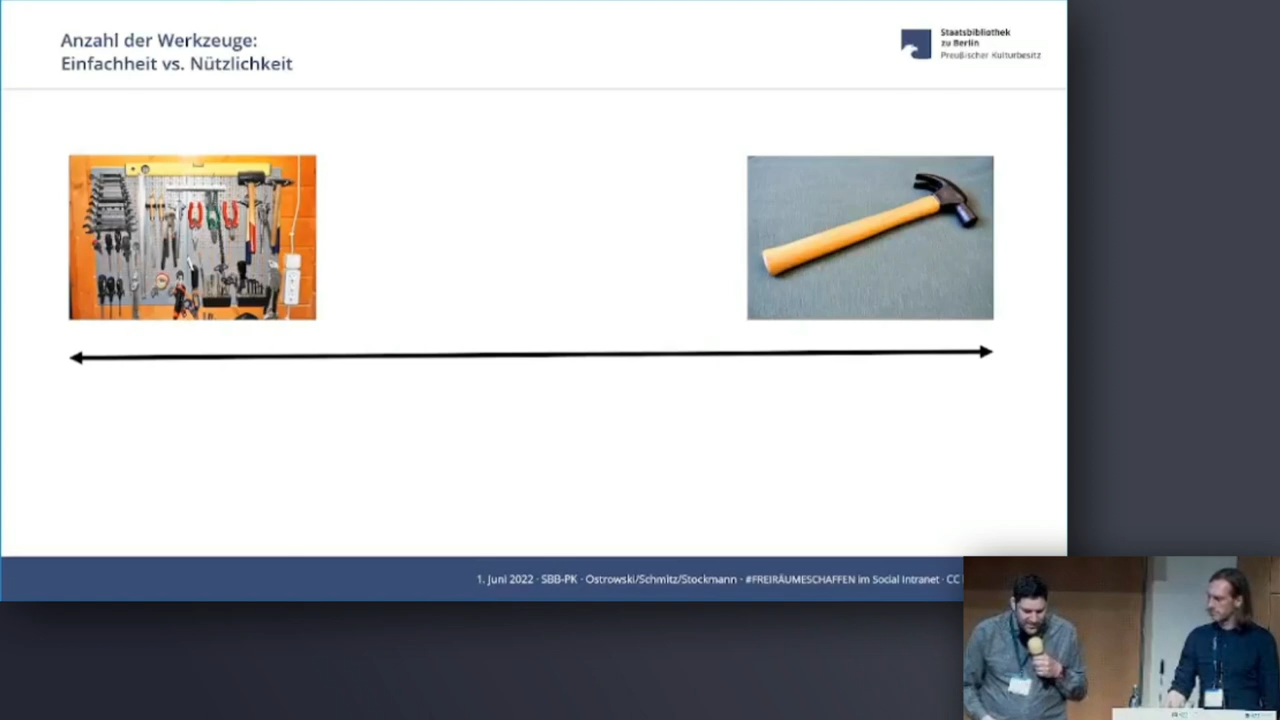 Anzahl der Werkzeuge:
Einfachheit vs. Nützlichkeit
Staatsbibliothek
zu Berlin
Preußischer Kulturbesitz
1. Juni 2022 · SBB-PK · Ostrowski/Schmitz/Stockmann · #FREIRÄUMESCHAFFEN im Social Intranet · CC